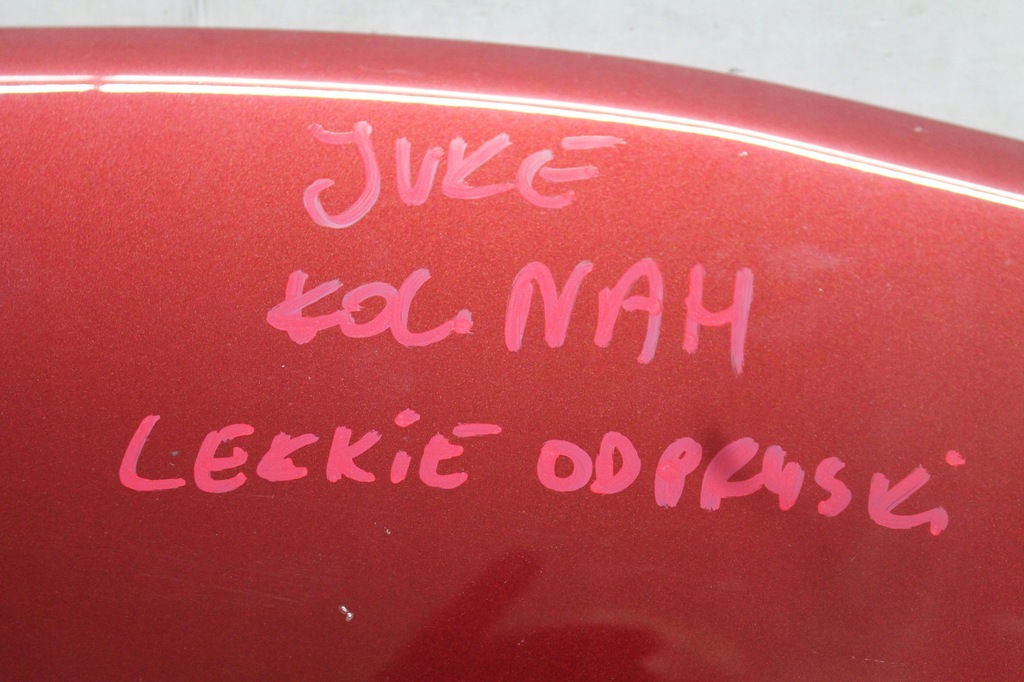 JUKE
KOL. NAH
LEKKIE ODPRYSKI